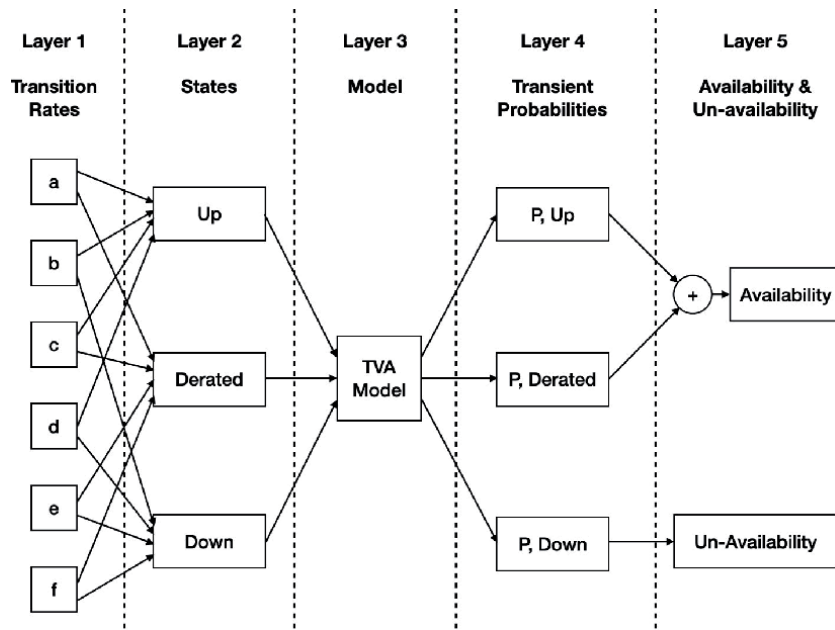 Layer 1
Transition
Rates
Layer 2
States
Layer 3
Model
Layer 4
Transient
Probabilities
Layer 5
Availability &
Un-availability
a
b
c
d
e
f
Up
Derated
Down
TVA
Model
P, Up
P, Derated
P, Down
+
Availability
Un-Availability